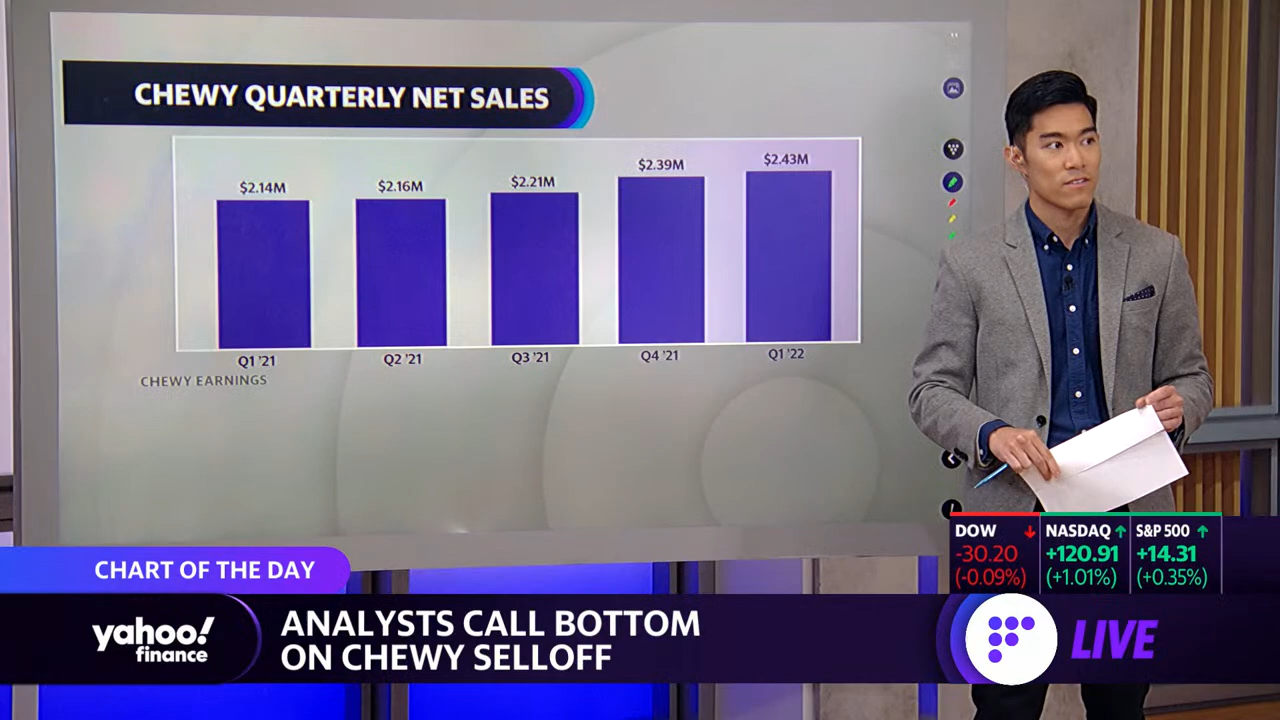 CHEWY QUARTERLY NET SALES
$2.14M $2.16M $2.21M $2.39M $2.43M
Q1 '21 Q2 '21 Q3 '21 Q4 '21 Q1 '22
CHEWY EARNINGS
DOW NASDAQ S&P 500
-30.20 +120.91 +14.31
(-0.09%) (+1.01%) (+0.35%)
CHART OF THE DAY
yahoo!
finance
ANALYSTS CALL BOTTOM
ON CHEWY SELLOFF
LIVE